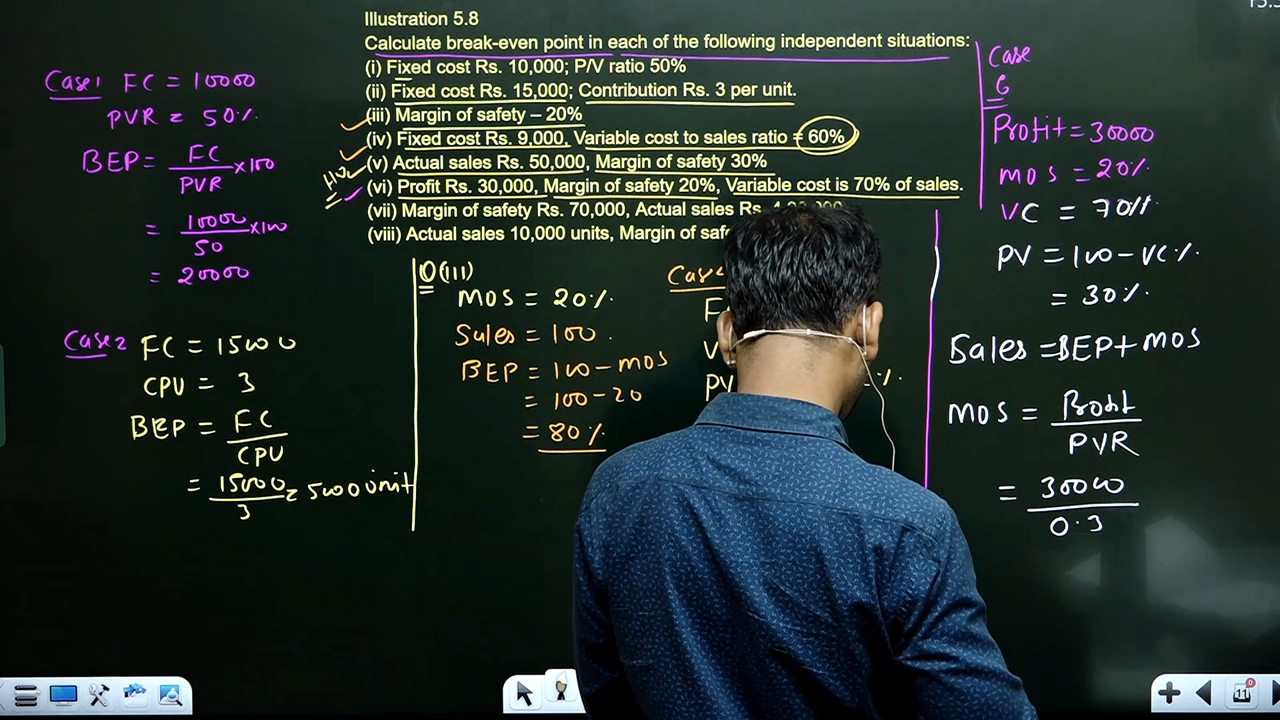 Illustration 5.8
Calculate break-even point in each of the following independent situations:
(i) Fixed cost Rs. 10,000; P/V ratio 50%
(ii) Fixed cost Rs. 15,000; Contribution Rs. 3 per unit.
(iii) Margin of safety – 20%
(iv) Fixed cost Rs. 9,000, Variable cost to sales ratio = 60%
(v) Actual sales Rs. 50,000, Margin of safety 30%
HW
(vi) Profit Rs. 30,000, Margin of safety 20%, Variable cost is 70% of sales.
(vii) Margin of safety Rs. 70,000, Actual sales Rs.
(viii) Actual sales 10,000 units, Margin of
Case1 FC = 10000
PVR = 50%.
BEP = FC/PVR ×100
= 10000/50 ×100
= 20000
Case2 FC = 15000
CPU = 3
BEP = FC/CPU
= 15000/3 = 5000 Unit
(III)
MOS = 20%.
Sales = 100.
BEP = 100 - MOS
= 100 - 20
= 80%
Case
F
V
PV
%.
Case
6
Profit = 30000
MOS = 20%.
VC = 70%
PV = 100 - VC%.
= 30%.
Sales = BEP + MOS
MOS = Profit/PVR
= 30000/0.3
11
0